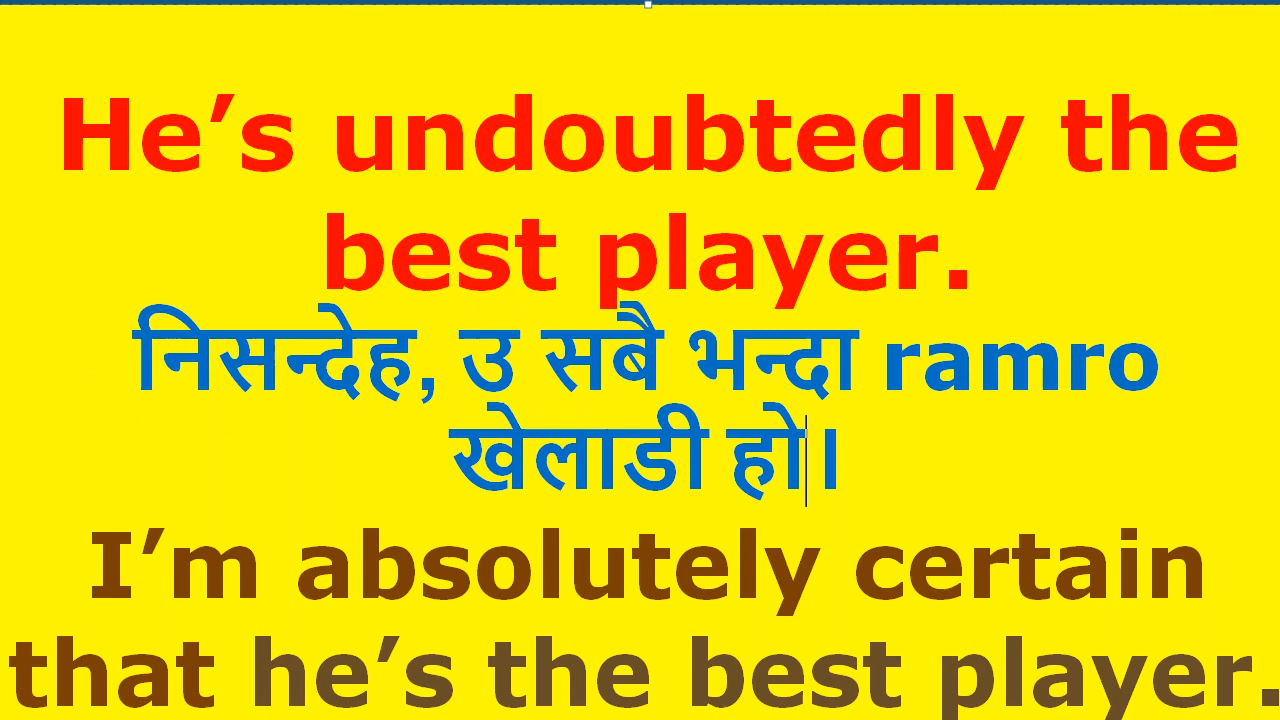 He’s undoubtedly the
best player.
निसन्देह, उ सबै भन्दा ramro
खेलाडी हो।
I’m absolutely certain
that he’s the best player.